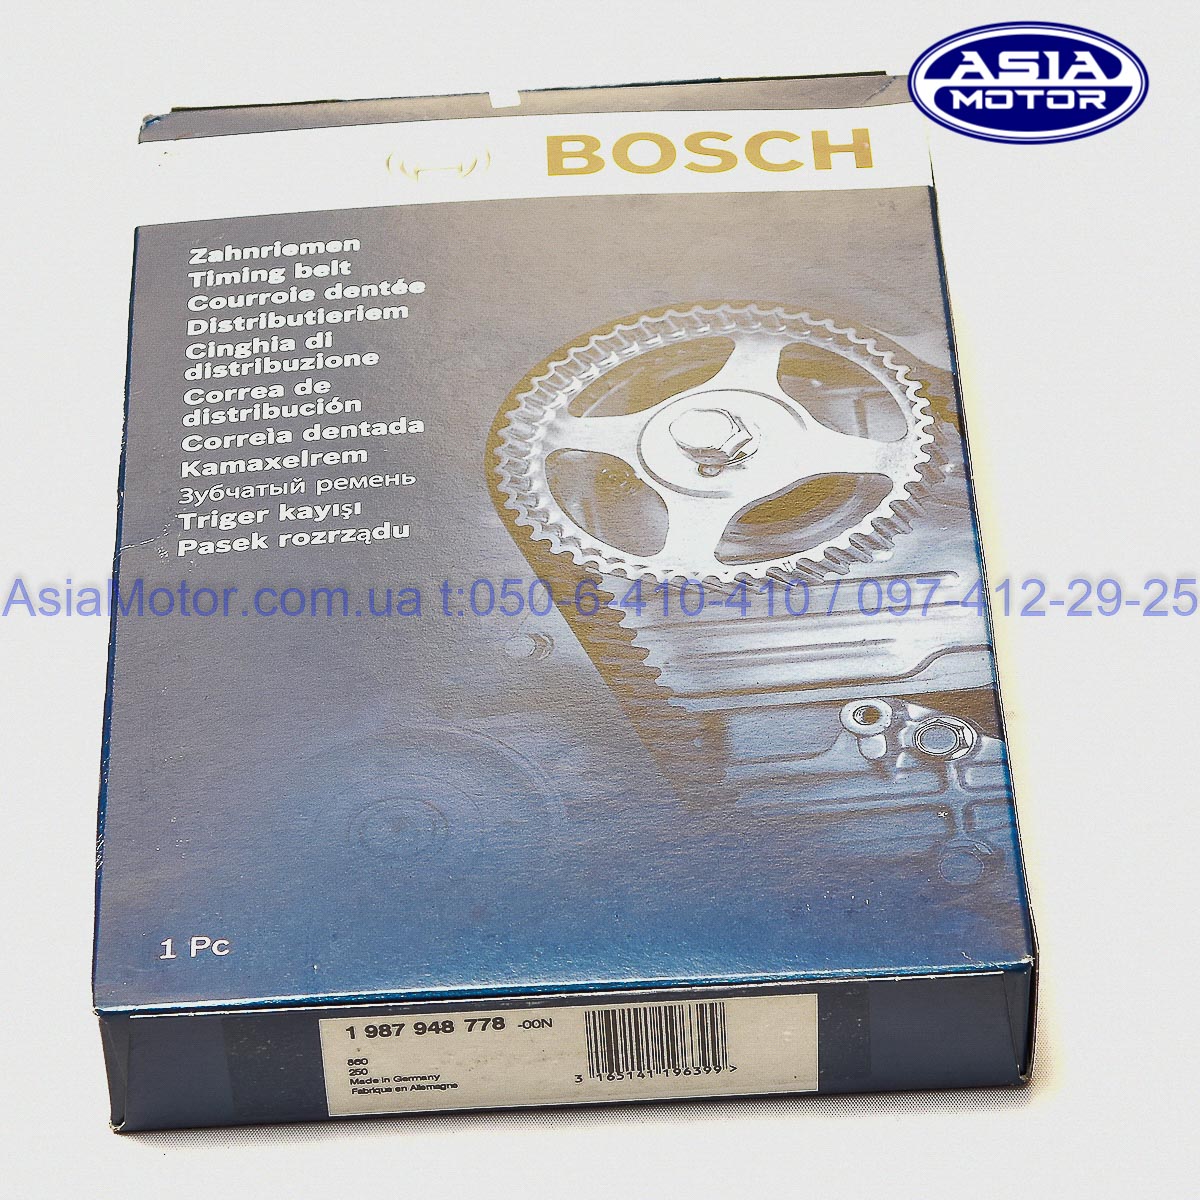 ASIA
MOTOR
BOSCH
Zahnriemen
Timing belt
Courroie dentée
Distributieriem
Cinghia di
distribuzione
Correa de
distribución
Correia dentada
Kamaxelrem
Зубчатый ремень
Triger kayışı
Pasek rozrządu
AsiaMotor.com.ua t:050-6-410-410 / 097-412-29-25
1 Pc
1 987 948 778 -00N
860
250
Made in Germany
Fabriqué en Allemagne
3 165141 196399 >